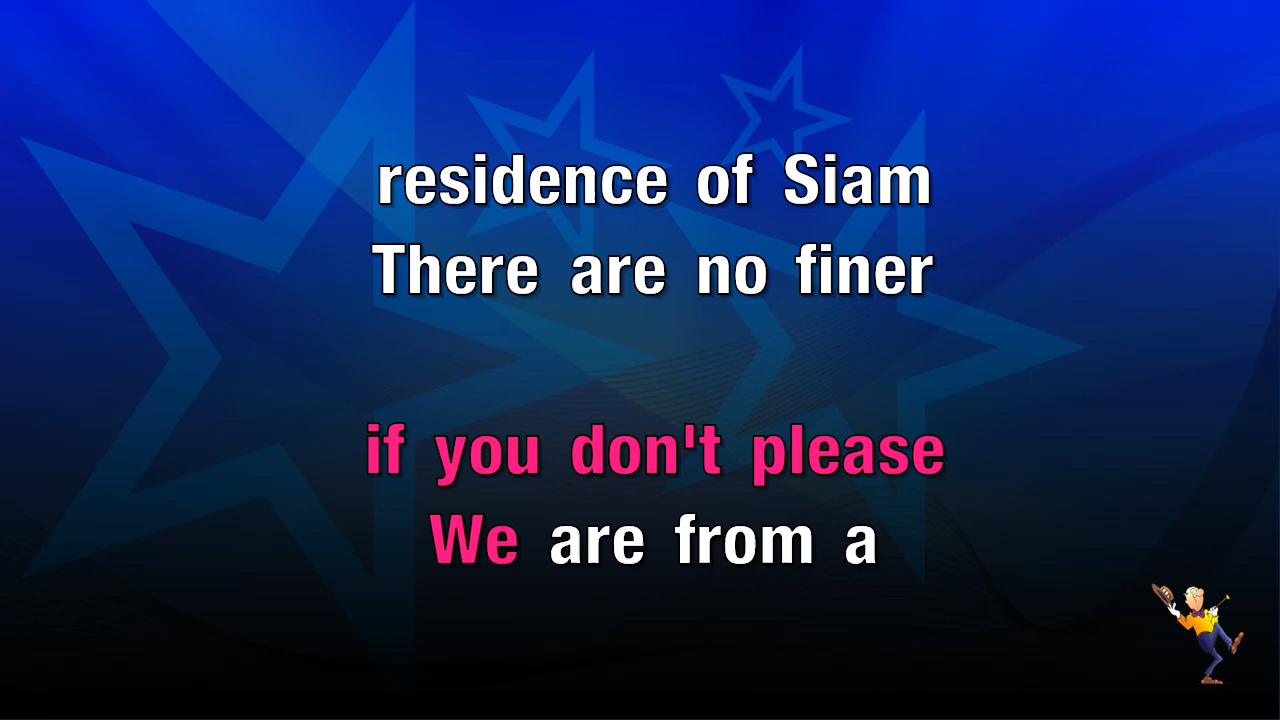 residence of Siam
There are no finer
if you don't please
We are from a